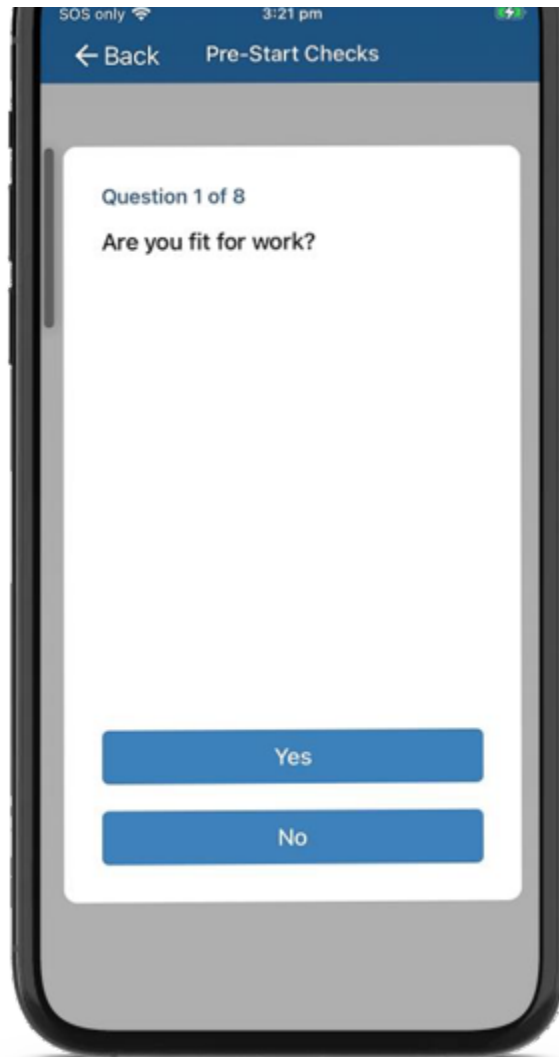 SOS only 3:21 pm
← Back Pre-Start Checks
Question 1 of 8
Are you fit for work?
Yes
No